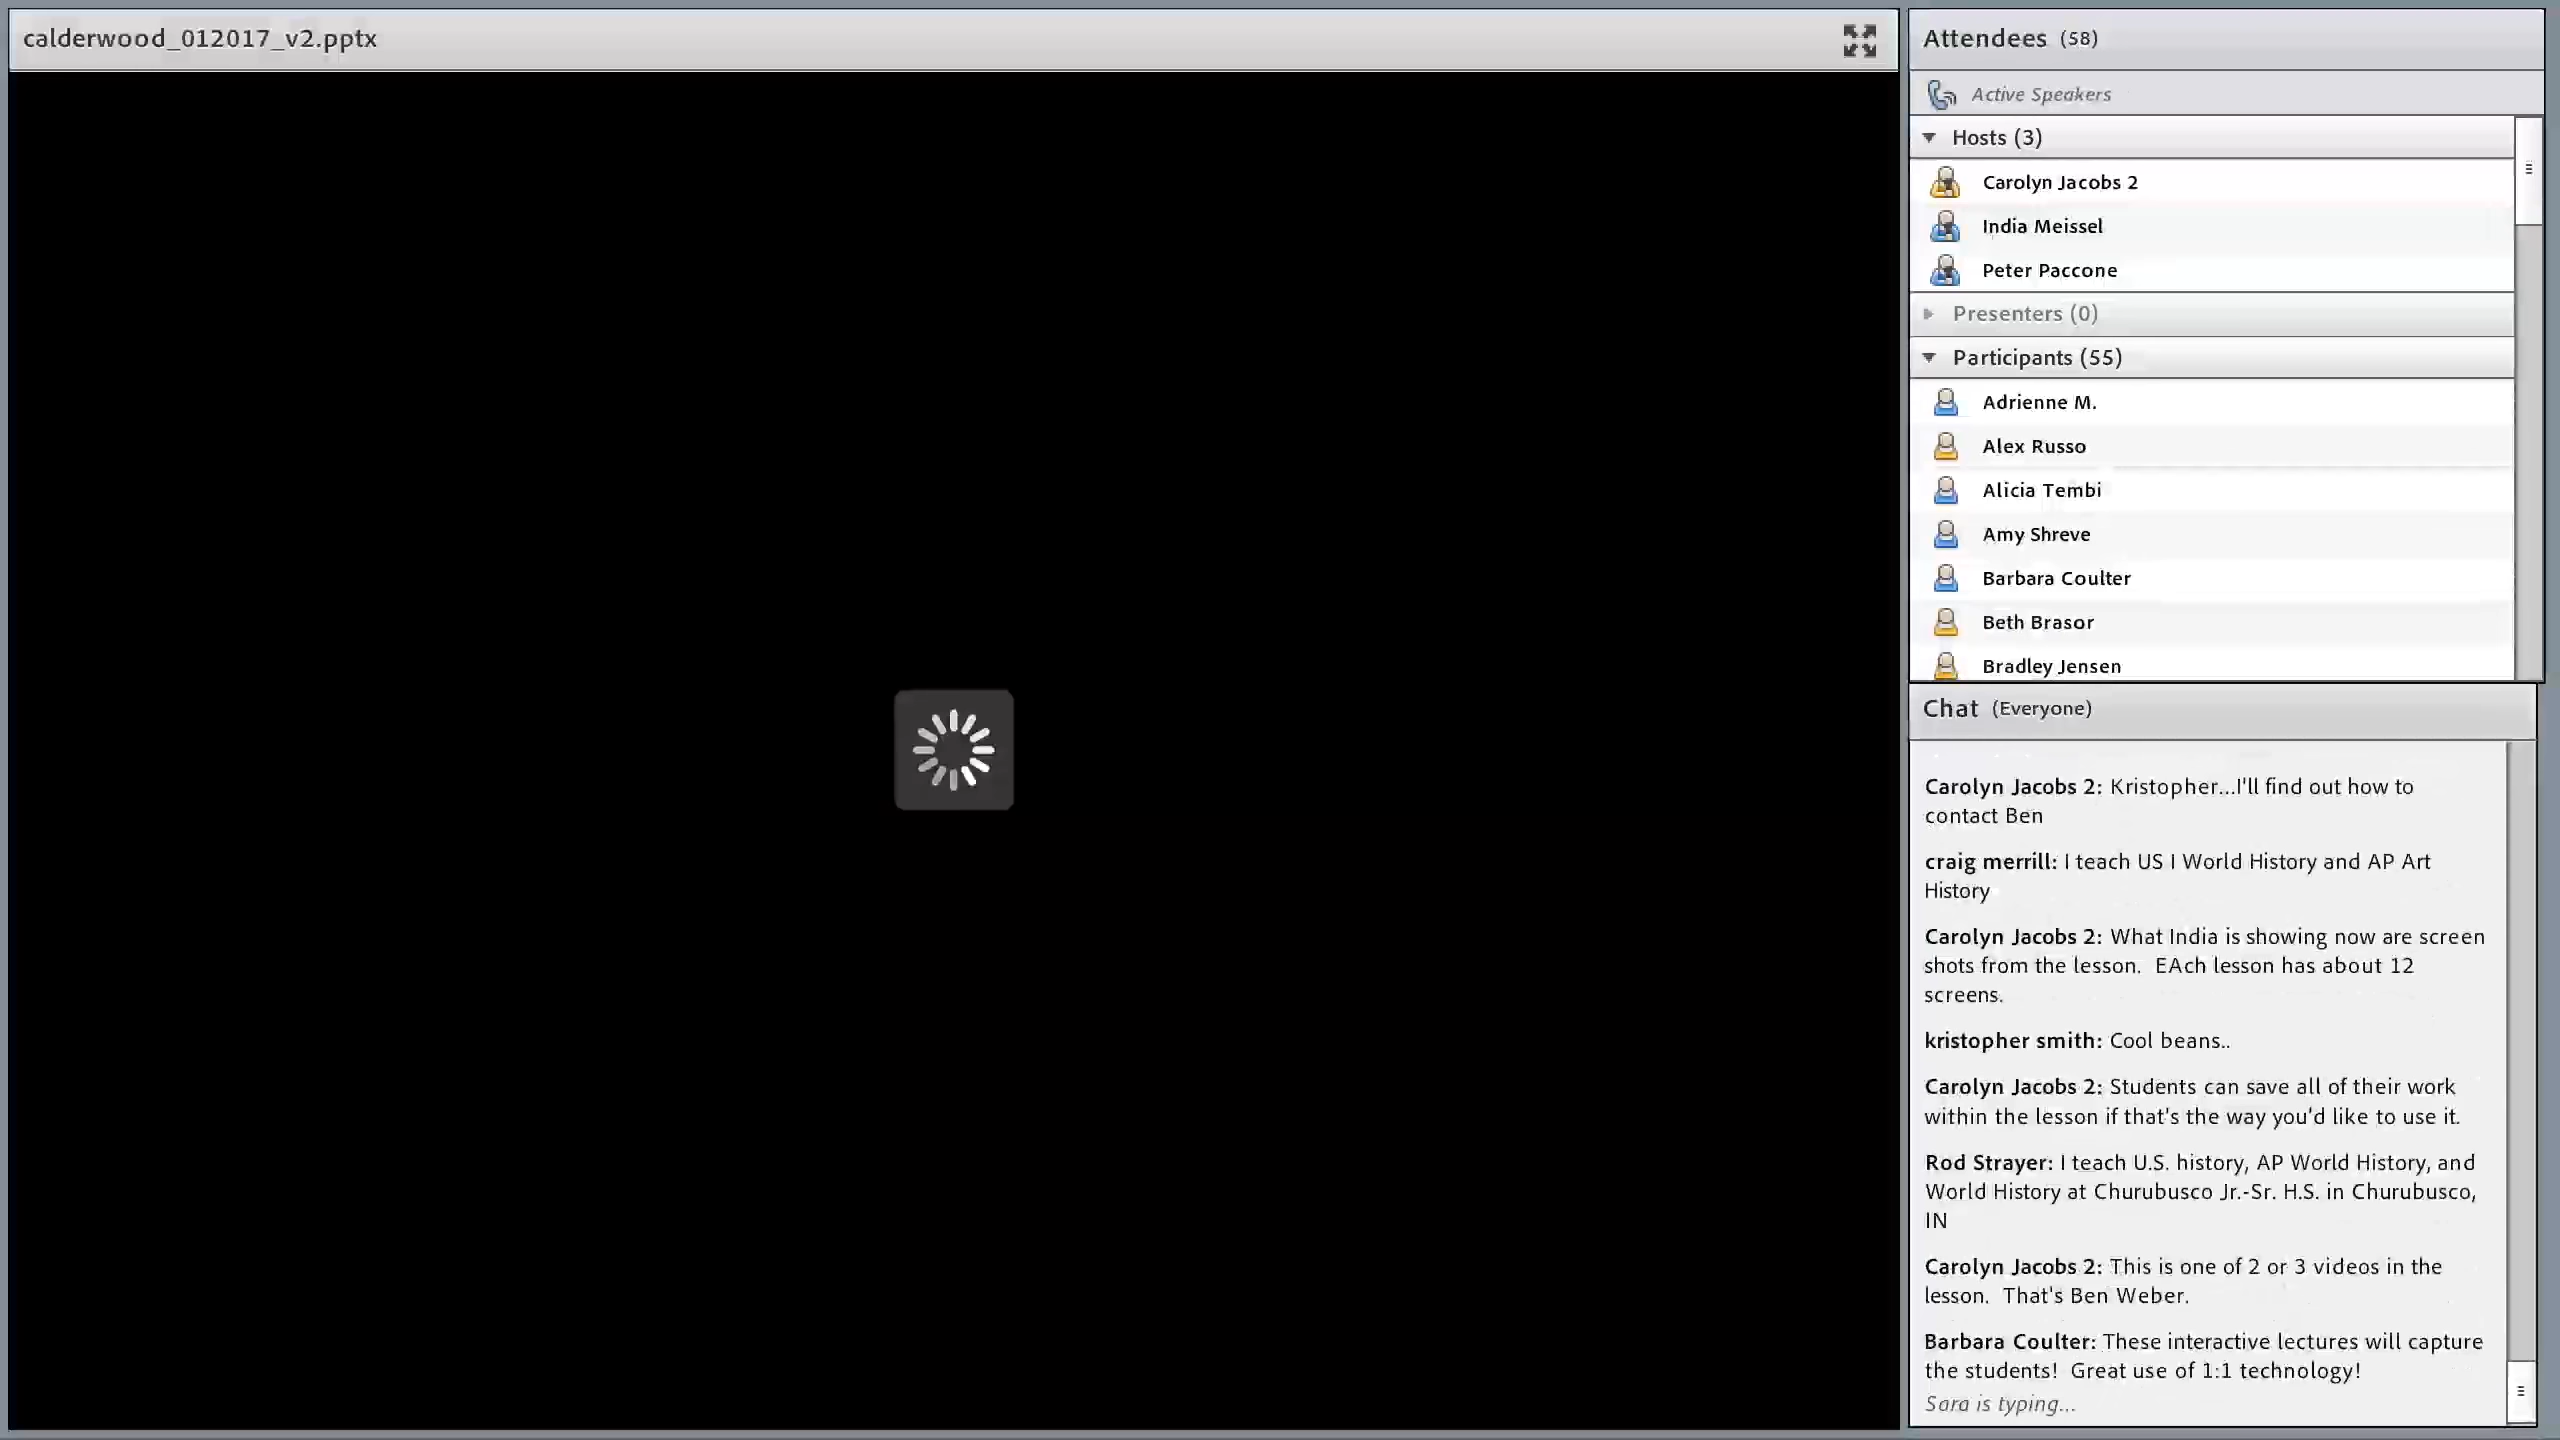 calderwood_012017_v2.pptx
Attendees (58)
Active Speakers
Hosts (3)
Carolyn Jacobs 2
India Meissel
Peter Paccone
Presenters (0)
Participants (55)
Adrienne M.
Alex Russo
Alicia Tembi
Amy Shreve
Barbara Coulter
Beth Brasor
Bradley Jensen
Chat (Everyone)
Carolyn Jacobs 2: Kristopher...I'll find out how to
contact Ben
craig merrill: I teach US I World History and AP Art
History
Carolyn Jacobs 2: What India is showing now are screen
shots from the lesson.  EAch lesson has about 12
screens.
kristopher smith: Cool beans..
Carolyn Jacobs 2: Students can save all of their work
within the lesson if that's the way you'd like to use it.
Rod Strayer: I teach U.S. history, AP World History, and
World History at Churubusco Jr.-Sr. H.S. in Churubusco,
IN
Carolyn Jacobs 2: This is one of 2 or 3 videos in the
lesson.  That's Ben Weber.
Barbara Coulter: These interactive lectures will capture
the students!  Great use of 1:1 technology!
Sara is typing...